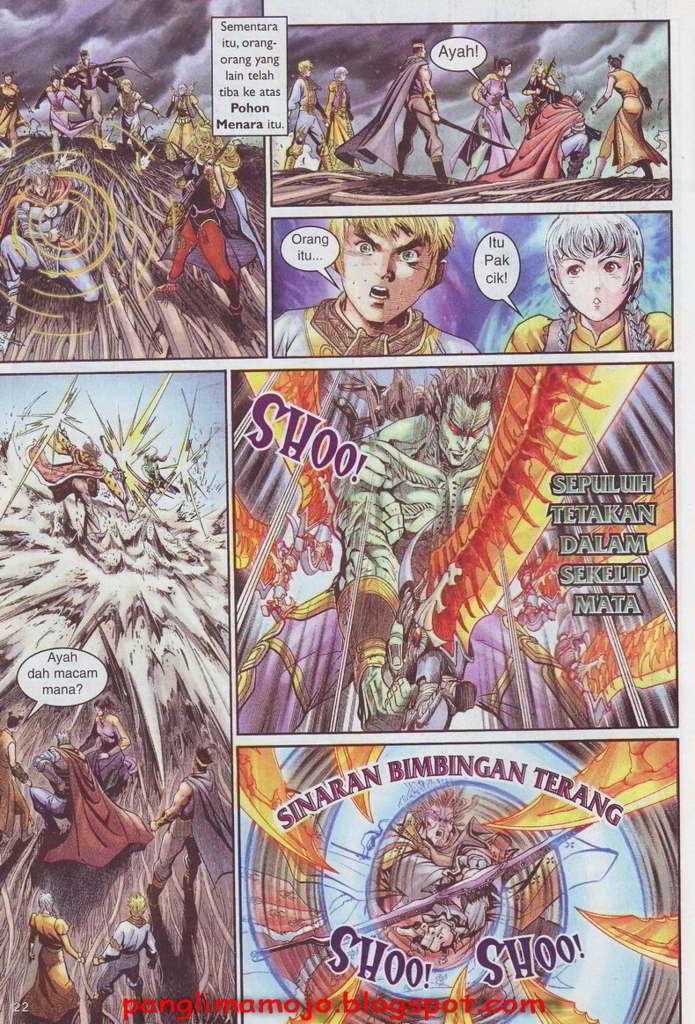 Sementara
itu, orang-
orang yang
lain telah
tiba ke atas
Pohon
Menara itu.
Ayah!
Orang
itu...
Itu
Pak
cik!
Ayah
dah macam
mana?
SHOO!
SEPULUH
TETAKAN
DALAM
SEKELIP
MATA
SINARAN BIMBINGAN TERANG
SHOO!
SHOO!
22
panglimamojo.blogspot.com